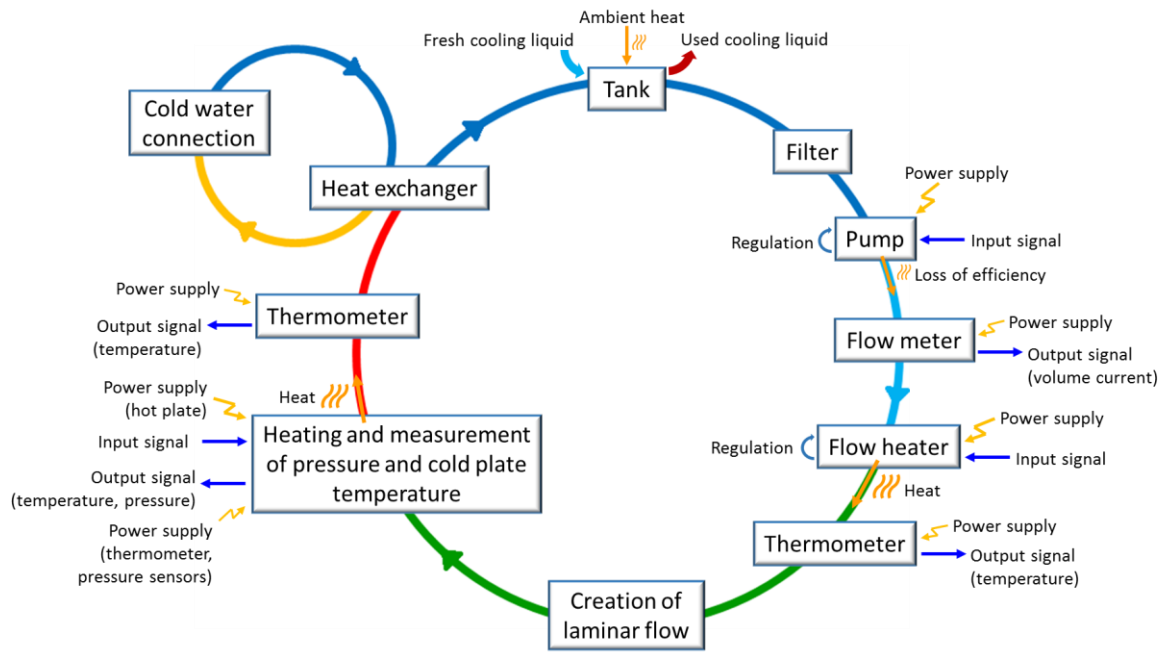 Ambient heat
Fresh cooling liquid
Used cooling liquid
Tank
Cold water
connection
Filter
Heat exchanger
Power supply
Regulation
Pump
Input signal
Loss of efficiency
Power supply
Thermometer
Output signal
(temperature)
Power supply
Flow meter
Output signal
(volume current)
Heat
Power supply
(hot plate)
Input signal
Output signal
(temperature, pressure)
Power supply
(thermometer,
pressure sensors)
Heating and measurement
of pressure and cold plate
temperature
Power supply
Regulation
Flow heater
Input signal
Heat
Power supply
Thermometer
Output signal
(temperature)
Creation of
laminar flow